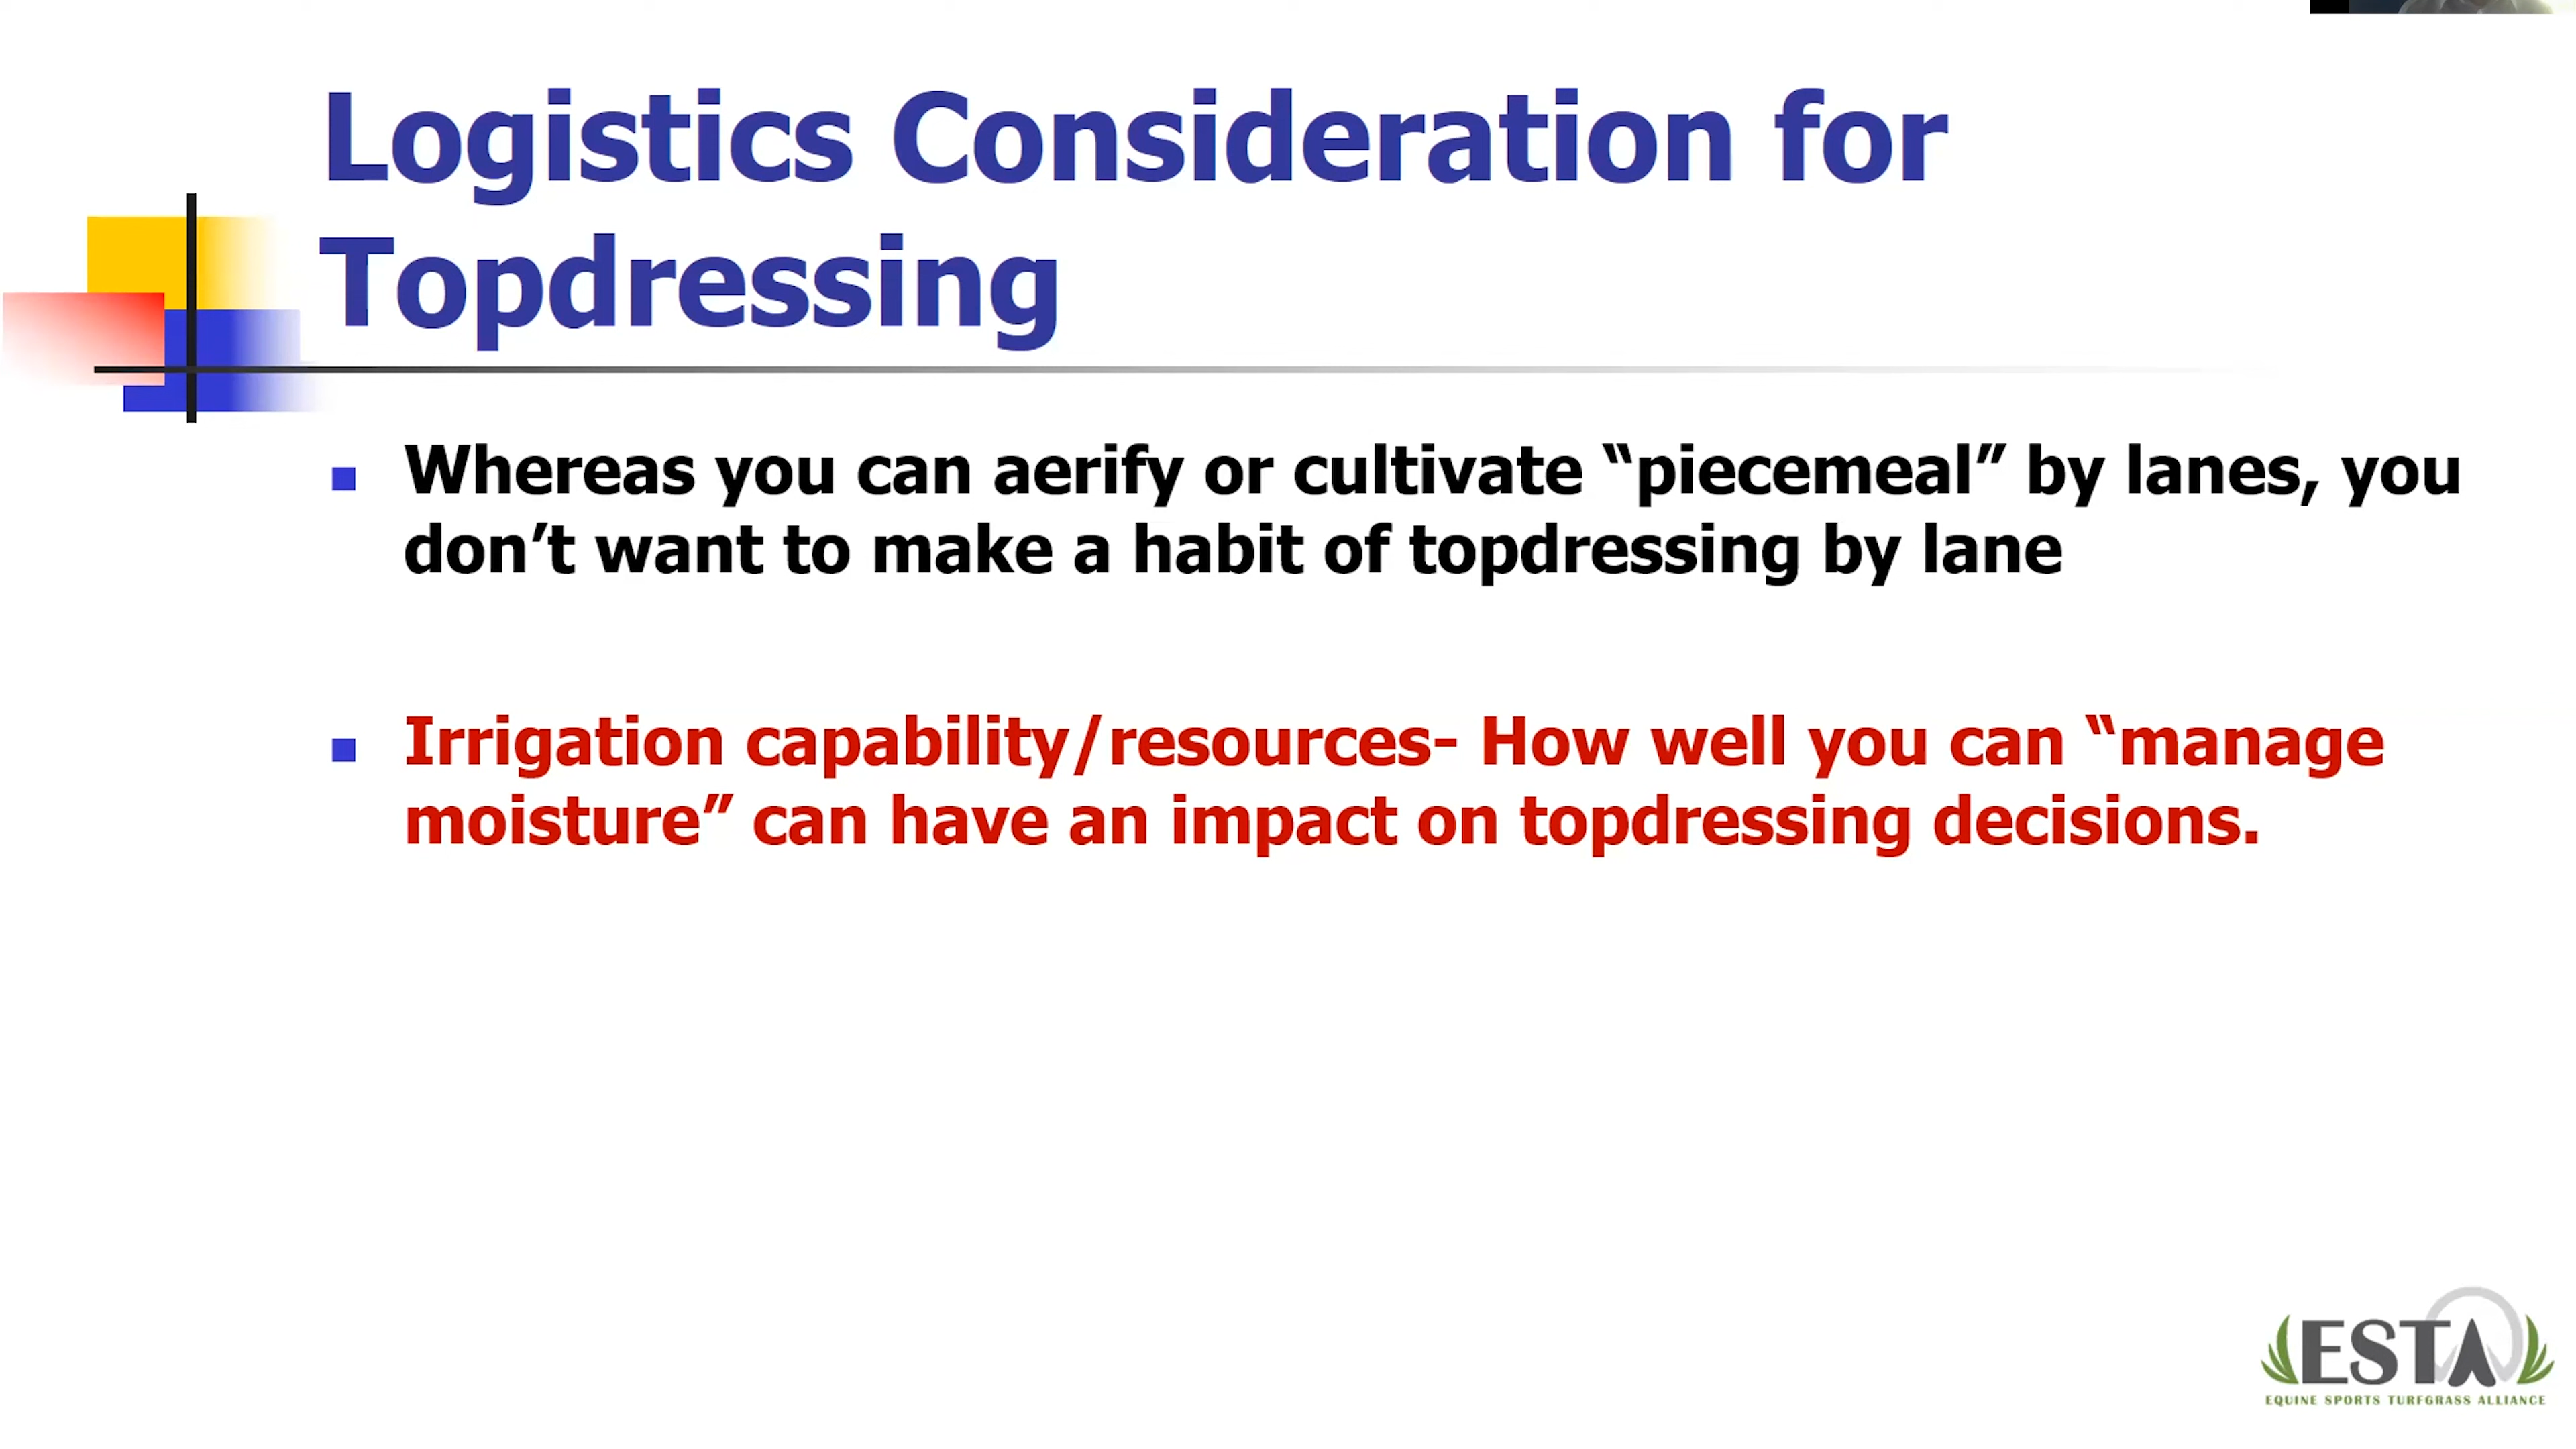 Logistics Consideration for
Topdressing
Whereas you can aerify or cultivate “piecemeal” by lanes, you
don’t want to make a habit of topdressing by lane
Irrigation capability/resources- How well you can “manage
moisture” can have an impact on topdressing decisions.
ESTA
EQUINE SPORTS TURFGRASS ALLIANCE